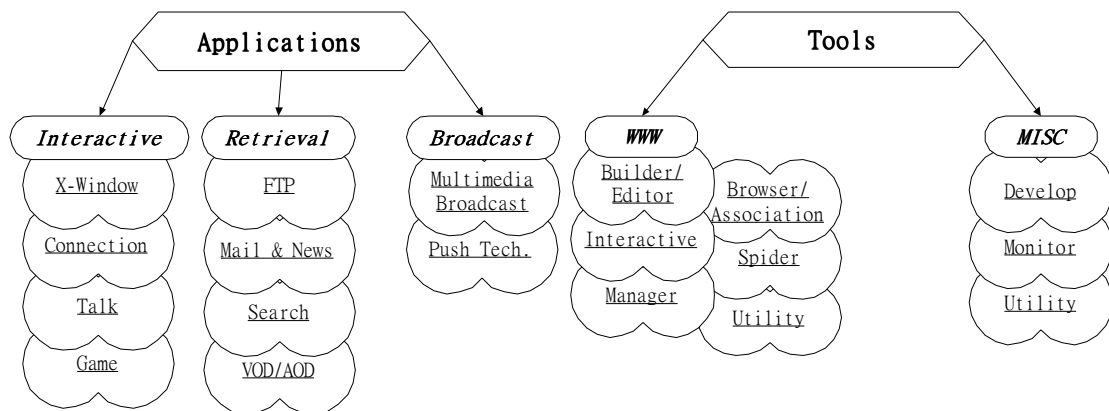 Applications
Tools
Interactive
Retrieval
Broadcast
WWW
MISC
X-Window
Connection
Talk
Game
FTP
Mail & News
Search
VOD/AOD
Multimedia
Broadcast
Push Tech.
Builder/
Editor
Interactive
Manager
Browser/
Association
Spider
Utility
Develop
Monitor
Utility